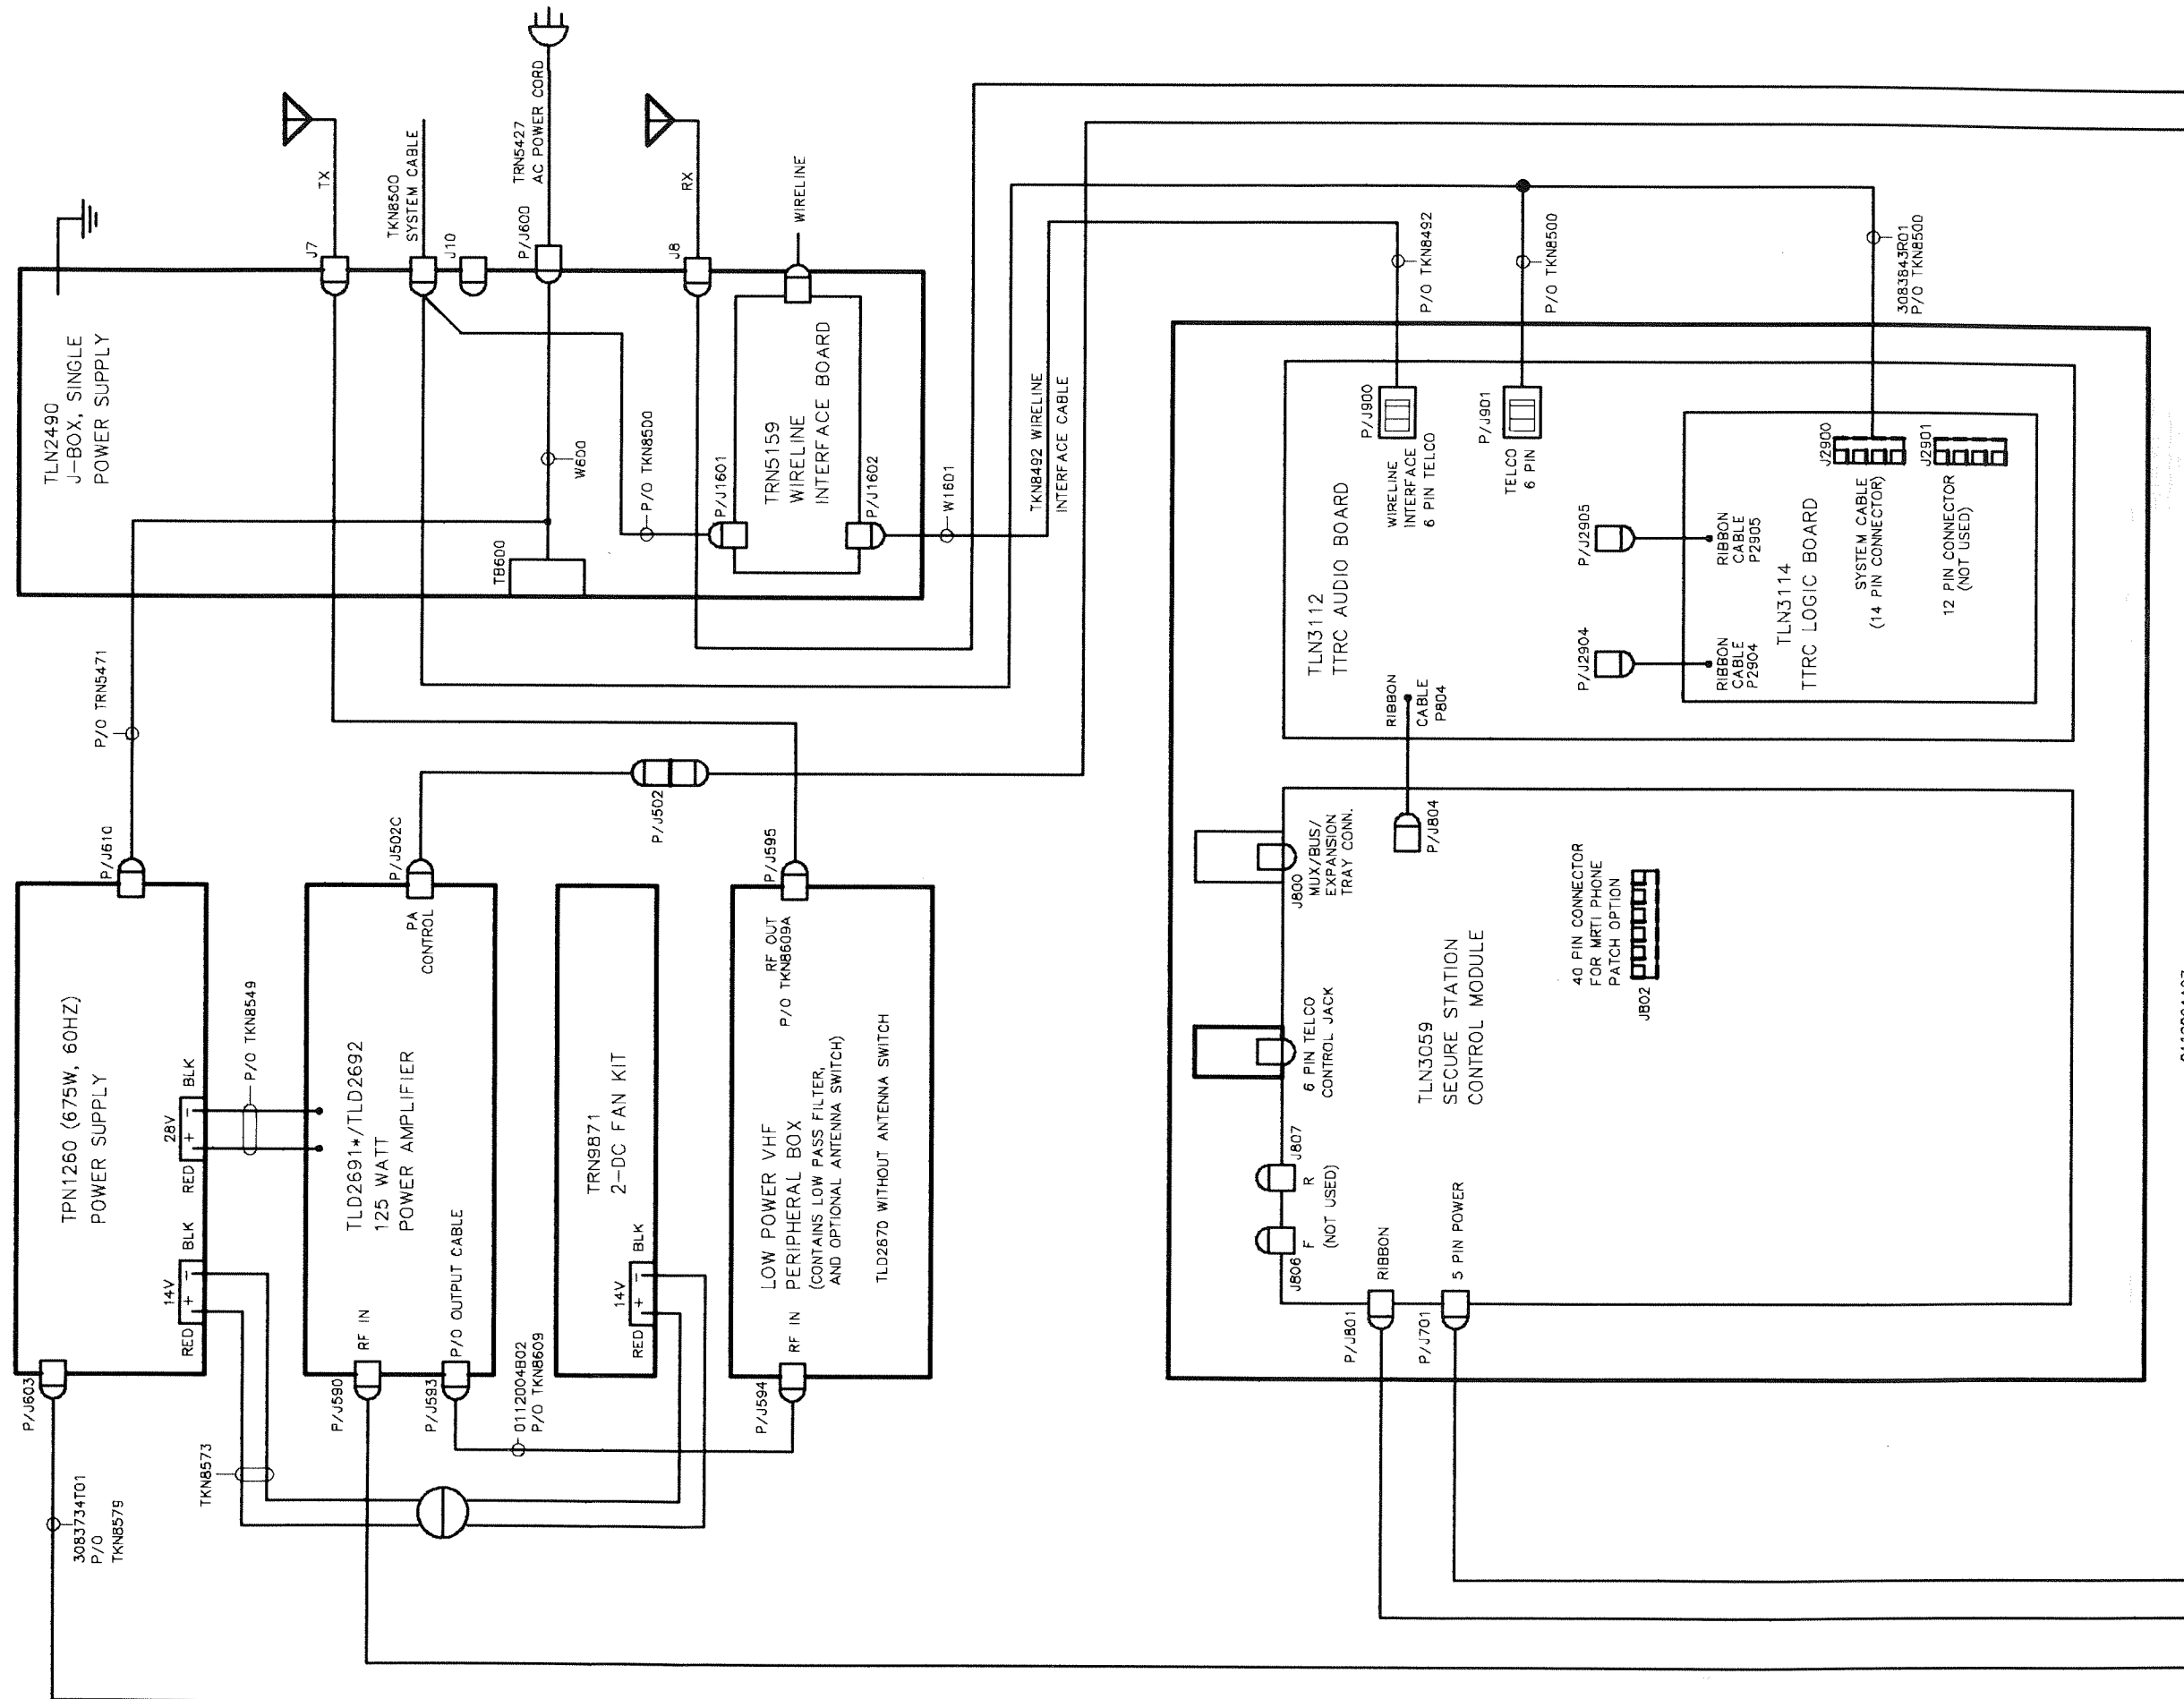 TLN2490
J-BOX, SINGLE
POWER SUPPLY
J7
TX
TKN8500
SYSTEM CABLE
J10
P/J600
TRN5427
AC POWER CORD
J8
RX
WIRELINE
TRN5159
WIRELINE
INTERFACE BOARD
P/J1601
P/J1602
P/O TKN8500
W600
TB600
W1601
TKN8492 WIRELINE
INTERFACE CABLE
P/O TRN5471
P/J610
TPN1260 (675W, 60HZ)
POWER SUPPLY
RED
14V
+ -
BLK
RED
28V
+ -
BLK
P/O TKN8549
P/J603
3083734T01
P/O
TKN8579
TKN8573
P/J502C
PA
CONTROL
TLD2691*/TLD2692
125 WATT
POWER AMPLIFIER
RF IN
P/O OUTPUT CABLE
P/J590
P/J593
0112004B02
P/O TKN8609
P/J502
TRN9871
2-DC FAN KIT
RED
14V
+ -
BLK
P/J595
RF OUT
P/O TKN8609A
LOW POWER VHF
PERIPHERAL BOX
(CONTAINS LOW PASS FILTER,
AND OPTIONAL ANTENNA SWITCH)
TLD2670 WITHOUT ANTENNA SWITCH
RF IN
P/J594
P/O TKN8492
P/O TKN8500
3083843R01
P/O TKN8500
TLN3112
TTRC AUDIO BOARD
P/J900
WIRELINE
INTERFACE
6 PIN TELCO
P/J901
TELCO
6 PIN
P/J2905
RIBBON
CABLE
P2905
P/J2904
RIBBON
CABLE
P2904
TLN3114
TTRC LOGIC BOARD
J2900
SYSTEM CABLE
(14 PIN CONNECTOR)
J2901
12 PIN CONNECTOR
(NOT USED)
RIBBON
CABLE
P804
P/J804
J800
MUX/BUS/
EXPANSION
TRAY CONN.
6 PIN TELCO
CONTROL JACK
40 PIN CONNECTOR
FOR MRTI PHONE
PATCH OPTION
J802
TLN3059
SECURE STATION
CONTROL MODULE
J807
R
J806
F
(NOT USED)
P/J801
RIBBON
P/J701
5 PIN POWER